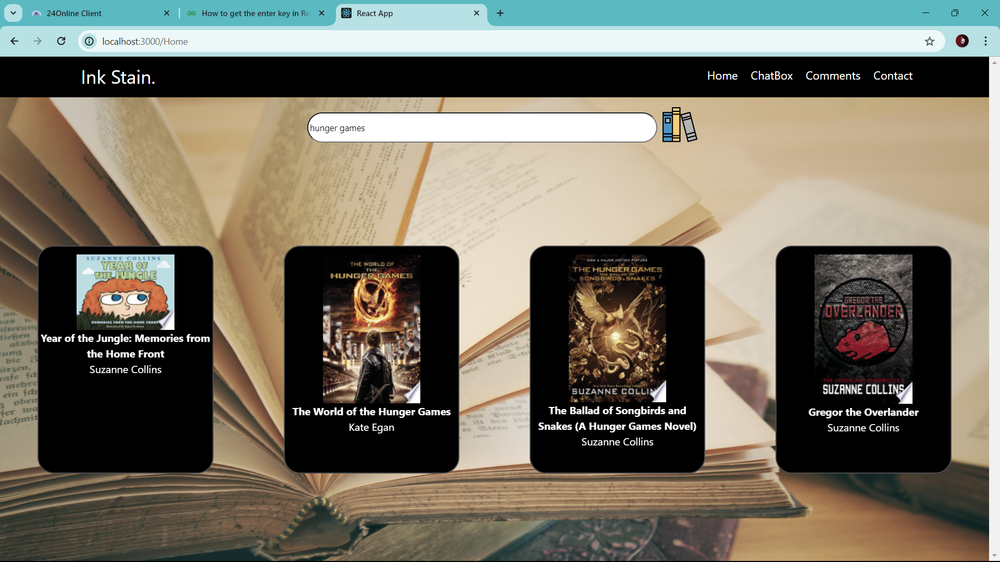 24Online Client
How to get the enter key in Re
React App
localhost:3000/Home
Ink Stain.
Home
ChatBox
Comments
Contact
hunger games
SUZANNE COLLINS
YEAR OF
THE JUNGLE
MEMORIES FROM THE HOME FRONT
Year of the Jungle: Memories from
the Home Front
Suzanne Collins
THE WORLD OF
THE
HUNGER GAMES
The World of the Hunger Games
Kate Egan
NOW A MAJOR MOTION PICTURE
THE HUNGER GAMES
THE BALLAD OF
SONGBIRDS & SNAKES
SUZANNE COLLIN
The Ballad of Songbirds and
Snakes (A Hunger Games Novel)
Suzanne Collins
GREGOR THE
OVERLANDER
THE UNDERLAND CHRONICLES
SUZANNE COLLINS
Gregor the Overlander
Suzanne Collins